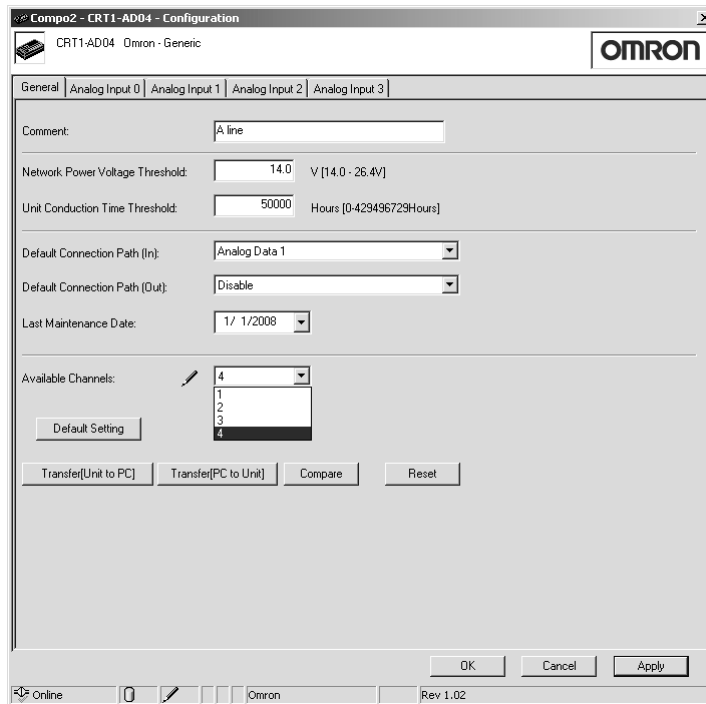 Compo2 - CRT1-AD04 - Configuration
CRT1-AD04 Omron - Generic
OMRON
General Analog Input 0 Analog Input 1 Analog Input 2 Analog Input 3
Comment: A line
Network Power Voltage Threshold: 14.0 V [14.0 - 26.4V]
Unit Conduction Time Threshold: 50000 Hours [0-429496729Hours]
Default Connection Path (In): Analog Data 1
Default Connection Path (Out): Disable
Last Maintenance Date: 1/ 1/2008
Available Channels: 4
1
2
3
4
Default Setting
Transfer[Unit to PC] Transfer[PC to Unit] Compare Reset
OK Cancel Apply
Online Omron Rev 1.02